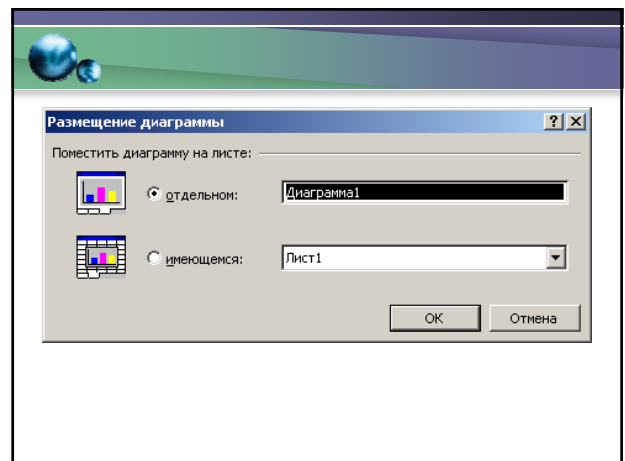 Размещение диаграммы
Поместить диаграмму на листе:
отдельном: Диаграмма1
имеющемся: Лист1
ОК Отмена